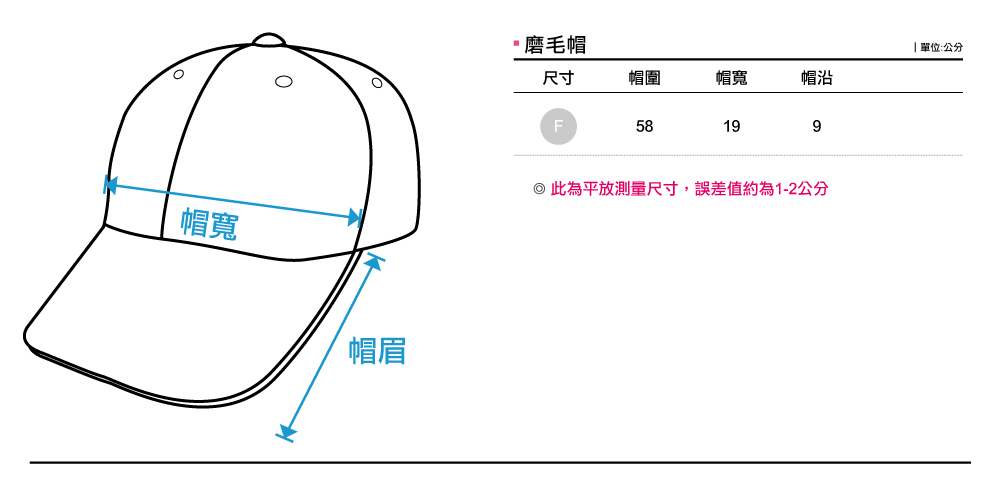 磨毛帽
|單位:公分
尺寸 帽圍 帽寬 帽沿
F 58 19 9
◎ 此為平放測量尺寸，誤差值約為1-2公分
帽寬
帽眉